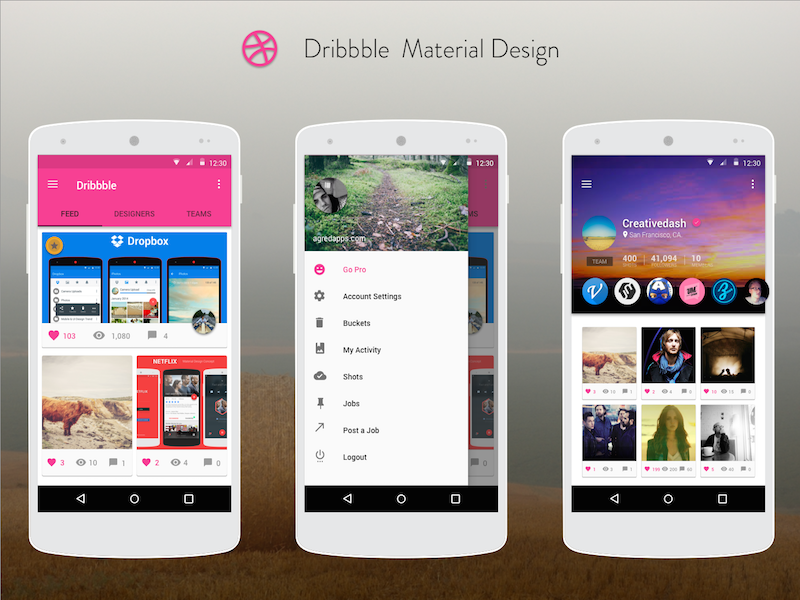 Dribbble Material Design
12:30
Dribbble
FEED DESIGNERS TEAMS
Dropbox
103 1,080 4
NETFLIX
3 10 1
2 4 0
12:30
agredapps.com
Go Pro
Account Settings
Buckets
My Activity
Shots
Jobs
Post a Job
Logout
0
12:30
Creativedash
San Francisco, CA
TEAM
400 41,094 10